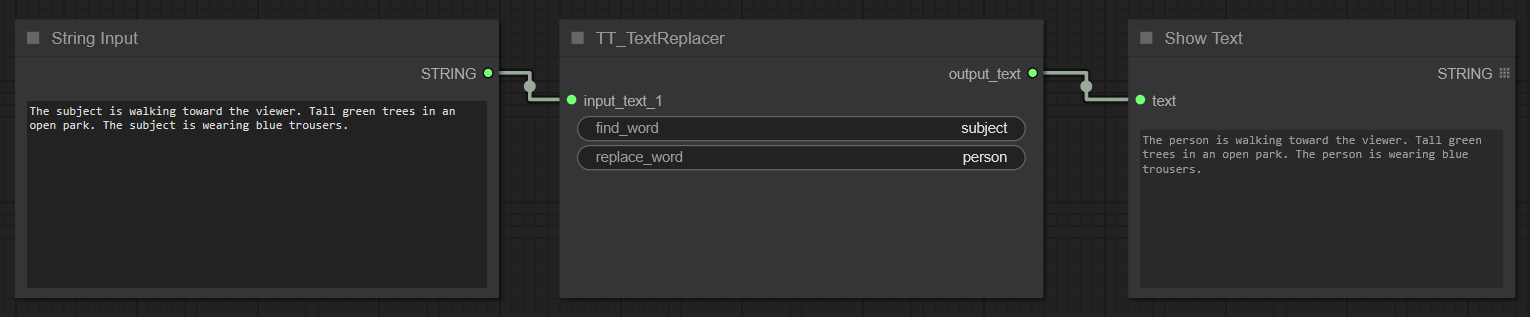 String Input
STRING
The subject is walking toward the viewer. Tall green trees in an
open park. The subject is wearing blue trousers.
TT_TextReplacer
output_text
input_text_1
find_word subject
replace_word person
Show Text
STRING
text
The person is walking toward the viewer. Tall green
trees in an open park. The person is wearing blue
trousers.